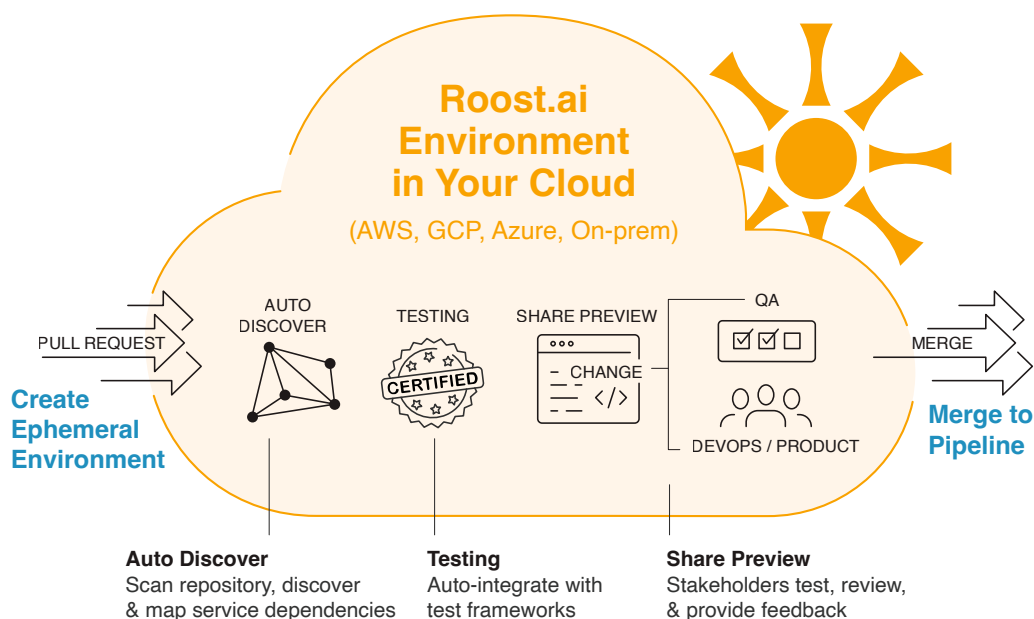 Roost.ai
Environment
in Your Cloud
(AWS, GCP, Azure, On-prem)
PULL REQUEST
Create
Ephemeral
Environment
AUTO
DISCOVER
TESTING
CERTIFIED
SHARE PREVIEW
CHANGE
</>
QA
DEVOPS / PRODUCT
MERGE
Merge to
Pipeline
Auto Discover
Scan repository, discover
& map service dependencies
Testing
Auto-integrate with
test frameworks
Share Preview
Stakeholders test, review,
& provide feedback